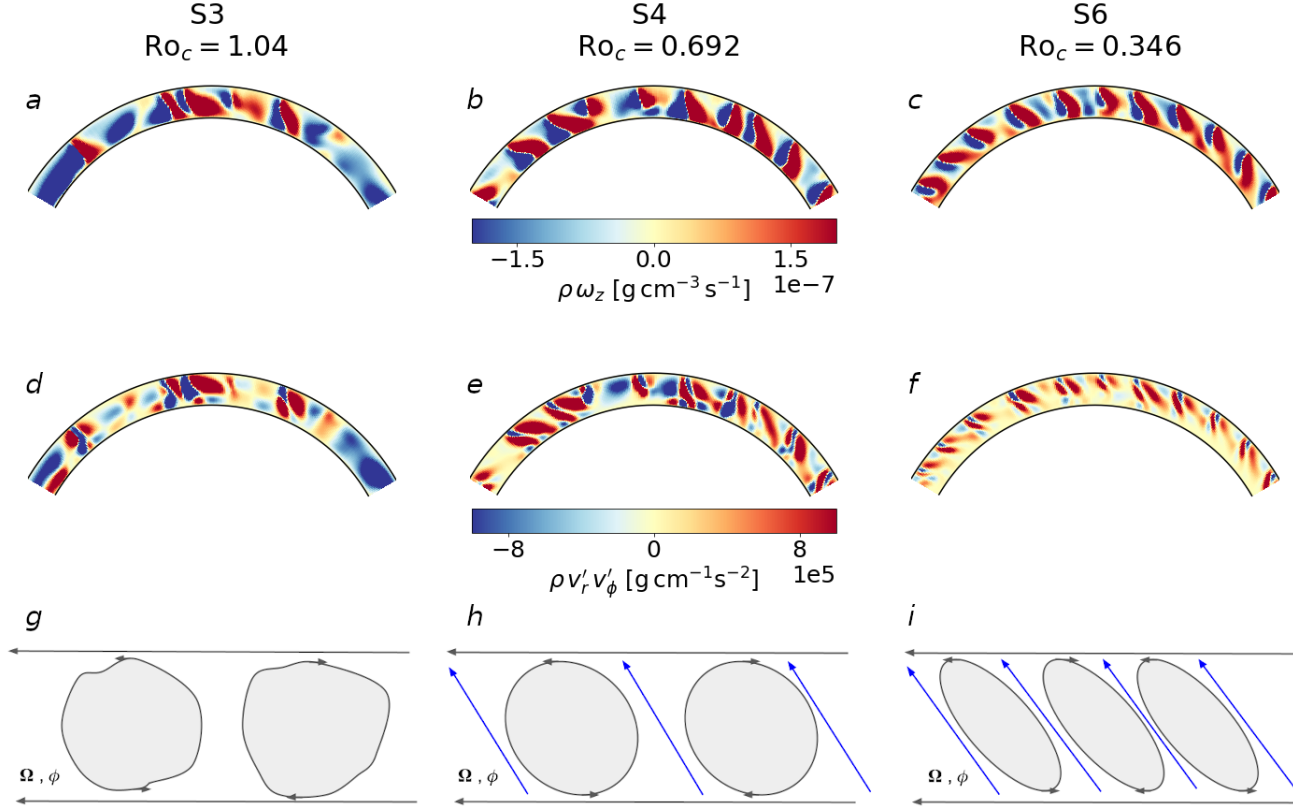 S3 S4 S6
Ro_c = 1.04 Ro_c = 0.692 Ro_c = 0.346
a b c
−1.5 0.0 1.5
ρ ω_z [g cm⁻³ s⁻¹] 1e−7
d e f
−8 0 8
ρ v′_r v′_ϕ [g cm⁻¹s⁻²] 1e5
g h i
Ω , ϕ Ω , ϕ Ω , ϕ